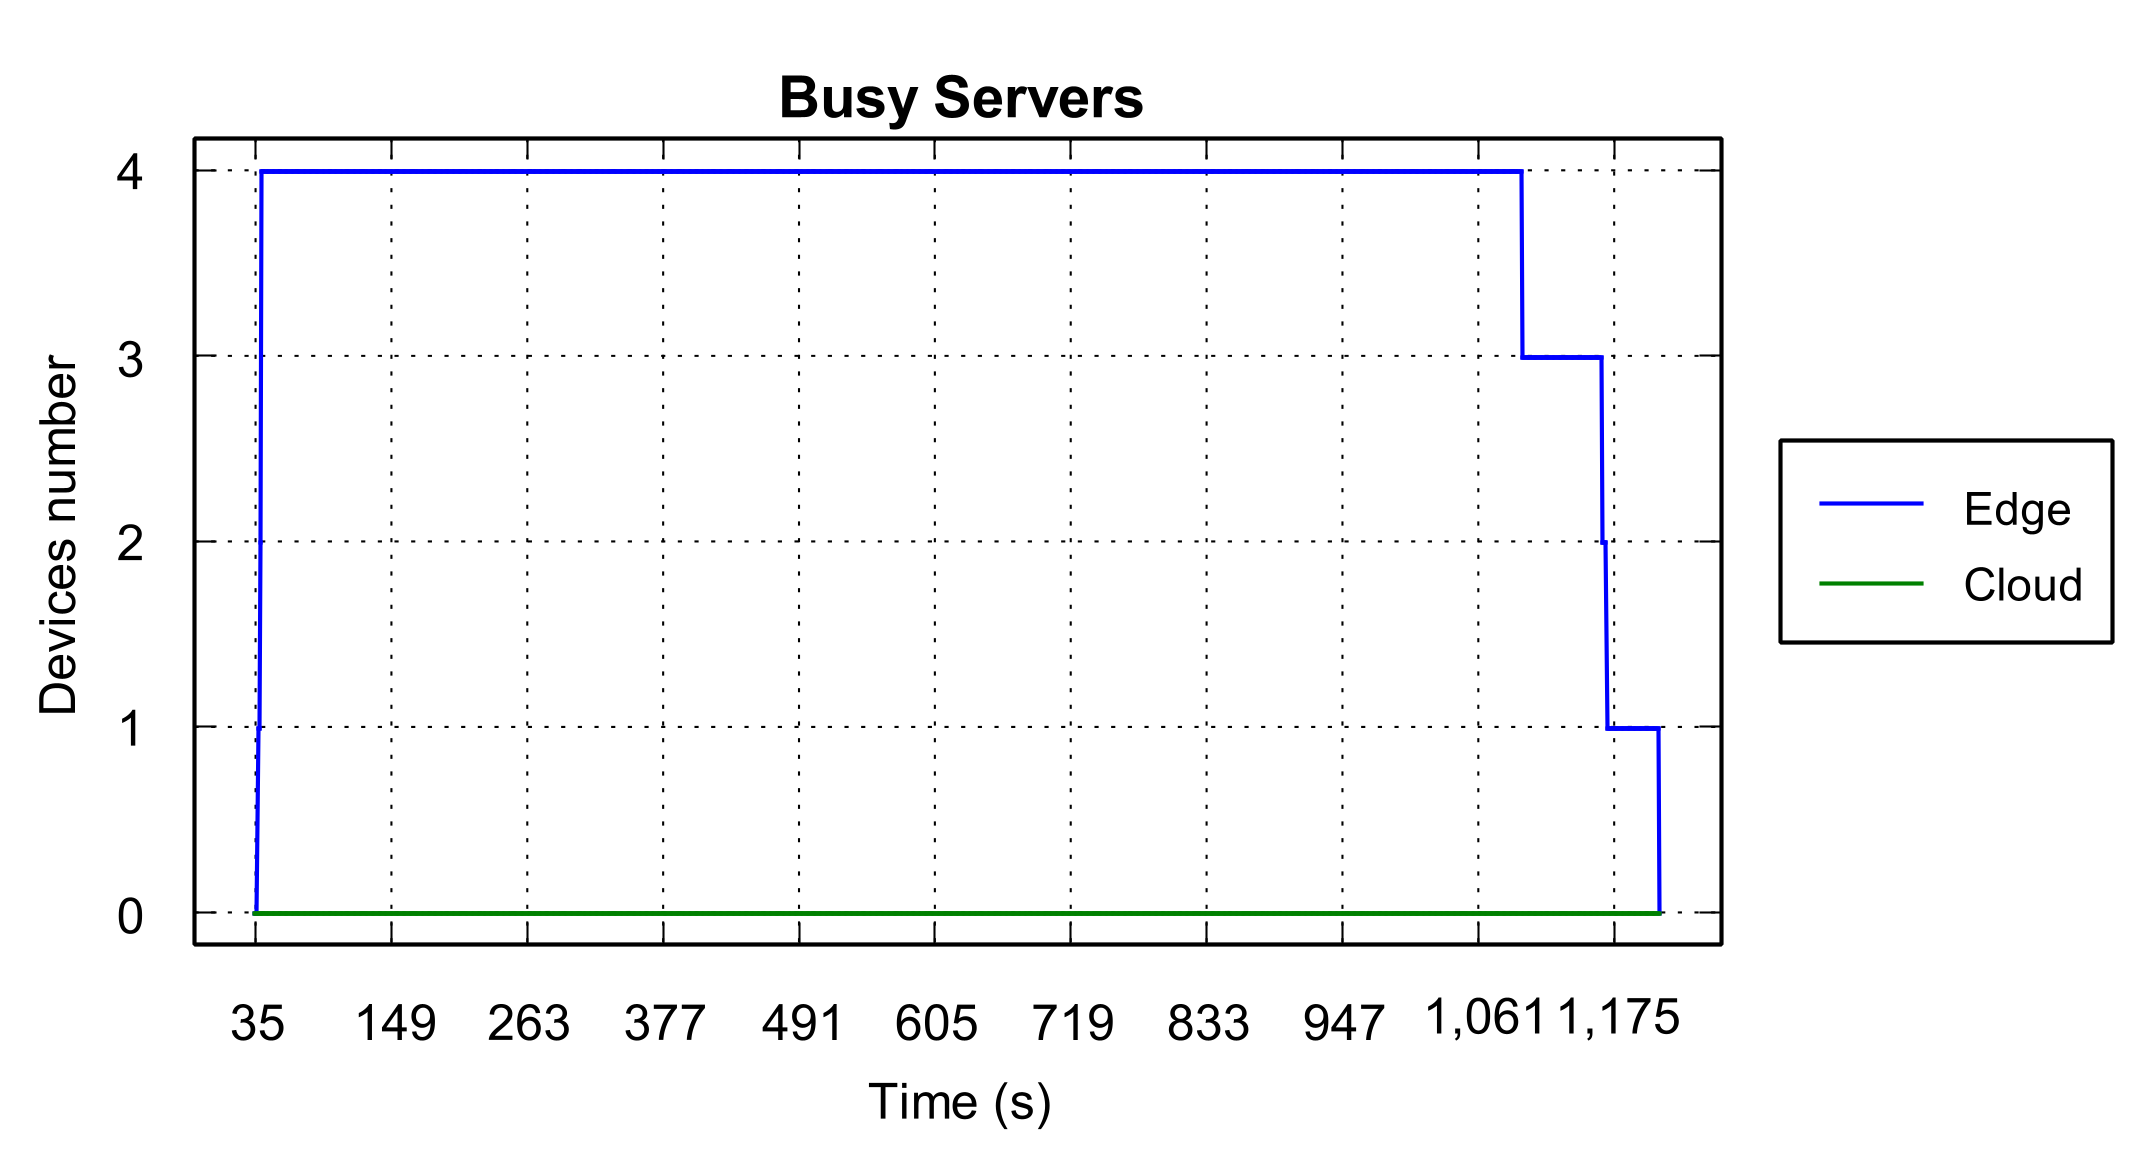 Busy Servers
4
3
2
1
0
Devices number
35 149 263 377 491 605 719 833 947 1,061 1,175
Time (s)
Edge
Cloud